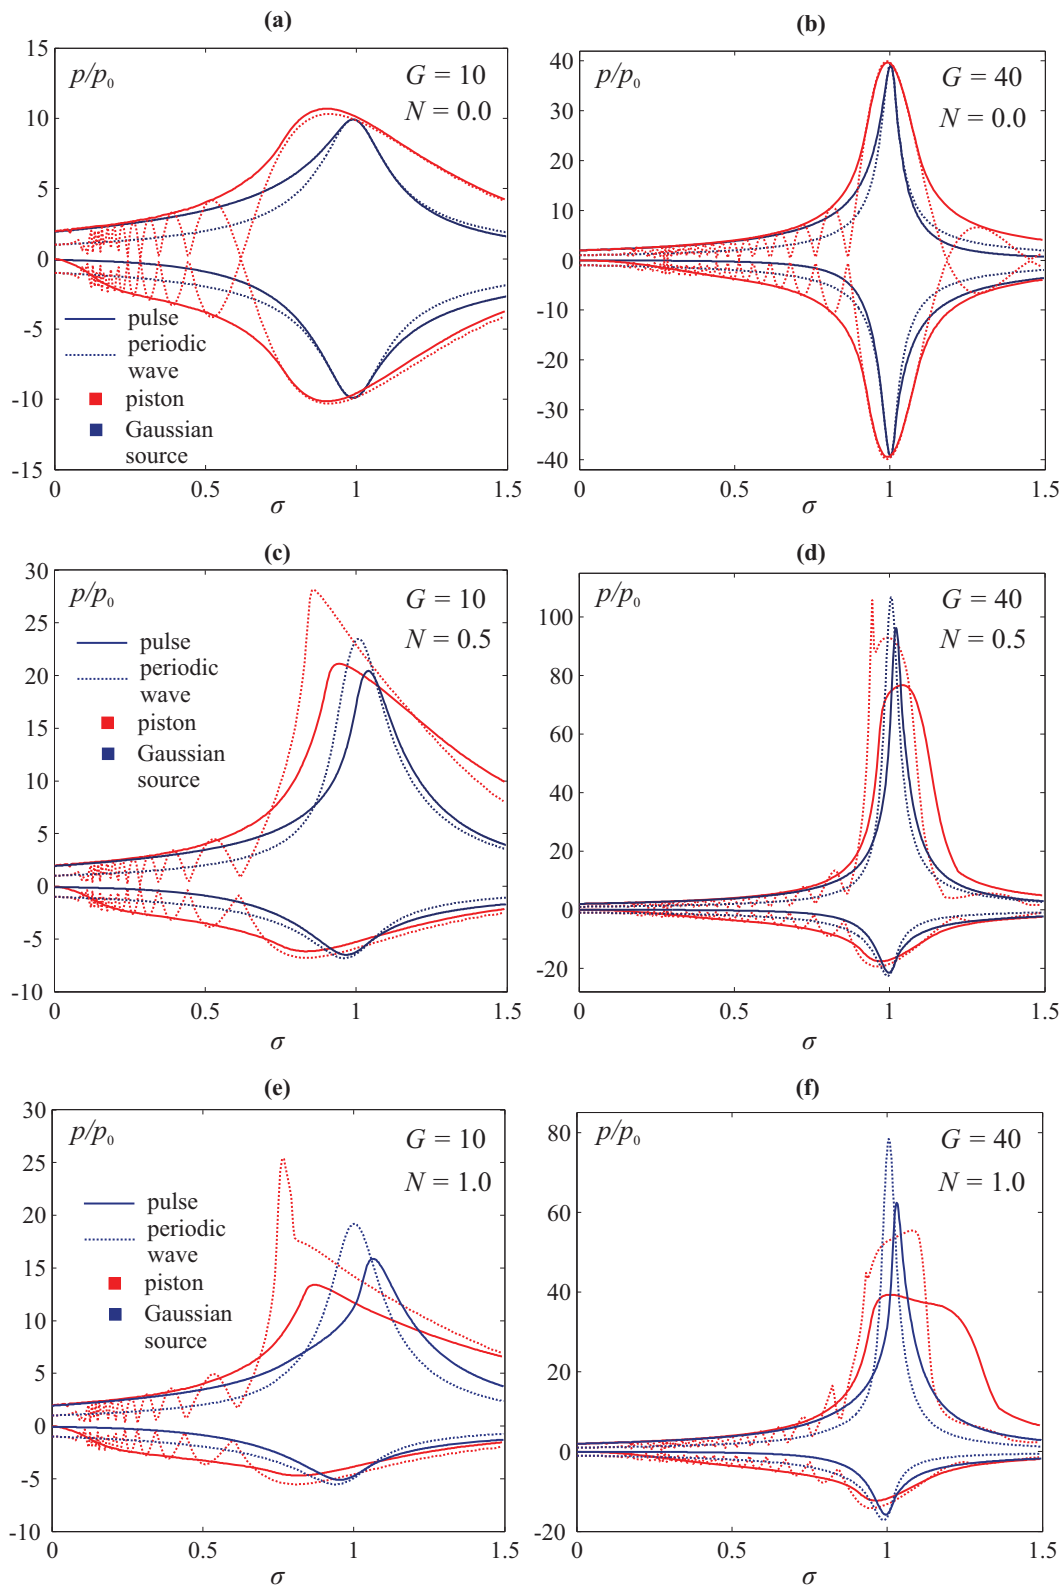 (a)
p/p₀
G = 10
N = 0.0
15
10
5
0
-5
-10
-15
pulse
periodic
wave
piston
Gaussian
source
0
0.5
1
1.5
σ
(b)
p/p₀
G = 40
N = 0.0
40
30
20
10
0
-10
-20
-30
-40
0
0.5
1
1.5
σ
(c)
p/p₀
G = 10
N = 0.5
30
25
20
15
10
5
0
-5
-10
pulse
periodic
wave
piston
Gaussian
source
0
0.5
1
1.5
σ
(d)
p/p₀
G = 40
N = 0.5
100
80
60
40
20
0
-20
0
0.5
1
1.5
σ
(e)
p/p₀
G = 10
N = 1.0
30
25
20
15
10
5
0
-5
-10
pulse
periodic
wave
piston
Gaussian
source
0
0.5
1
1.5
σ
(f)
p/p₀
G = 40
N = 1.0
80
60
40
20
0
-20
0
0.5
1
1.5
σ